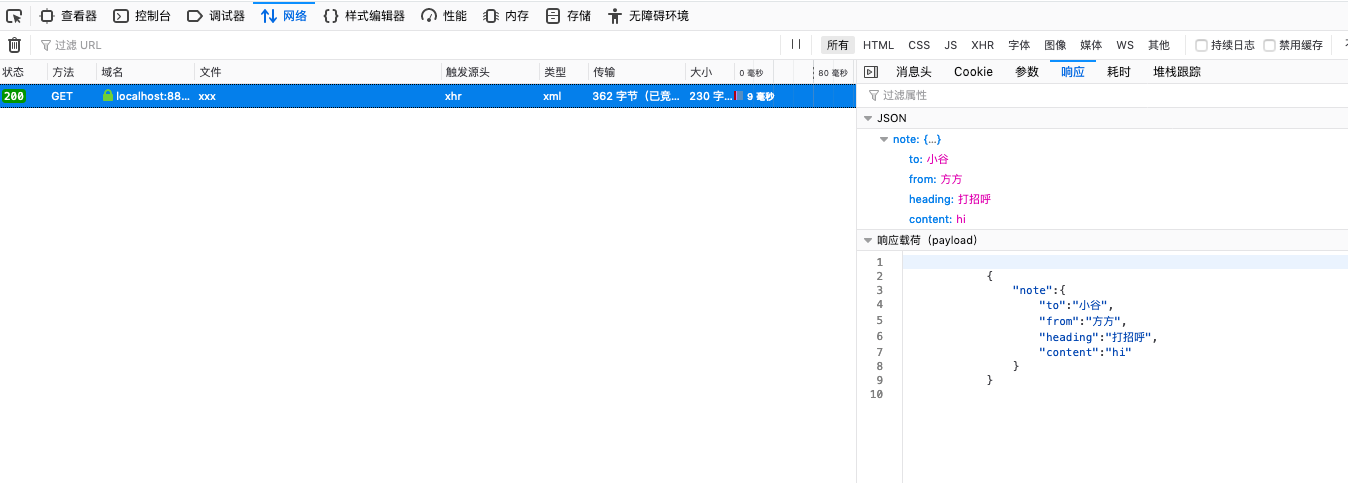 查看器 控制台 调试器 网络 样式编辑器 性能 内存 存储 无障碍环境
过滤 URL 所有 HTML CSS JS XHR 字体 图像 媒体 WS 其他 持续日志 禁用缓存
状态 方法 域名 文件 触发源头 类型 传输 大小 0 毫秒 80 毫秒
200 GET localhost:88... xxx xhr xml 362 字节（已竞... 230 字... 9 毫秒
消息头 Cookie 参数 响应 耗时 堆栈跟踪
过滤属性
JSON
note: {…}
to: 小谷
from: 方方
heading: 打招呼
content: hi
响应载荷（payload）
1
2 {
3 "note":{
4 "to":"小谷",
5 "from":"方方",
6 "heading":"打招呼",
7 "content":"hi"
8 }
9 }
10